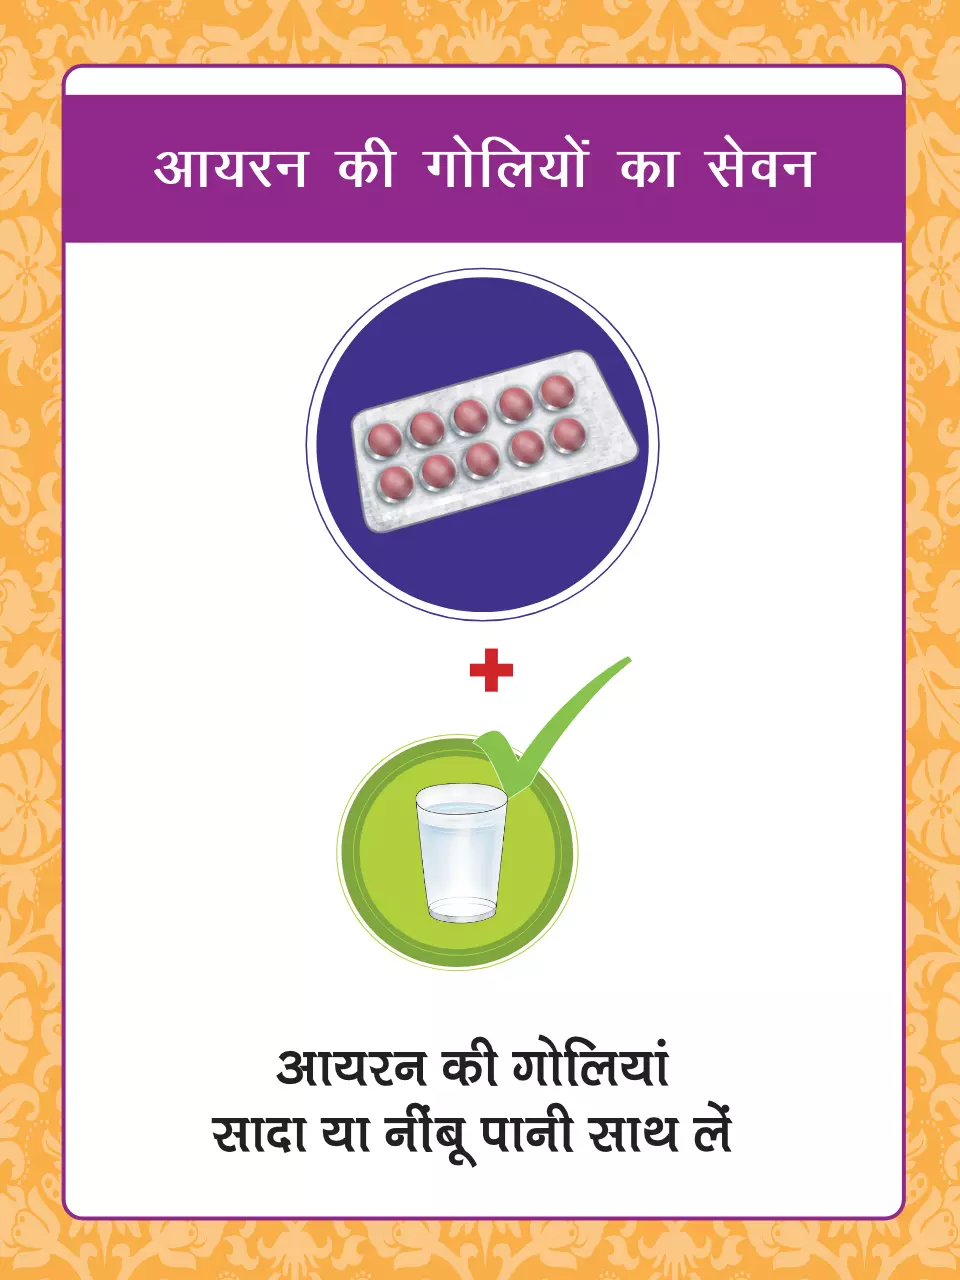 आयरन की गोलियों का सेवन
आयरन की गोलियां
सादा या नींबू पानी साथ लें